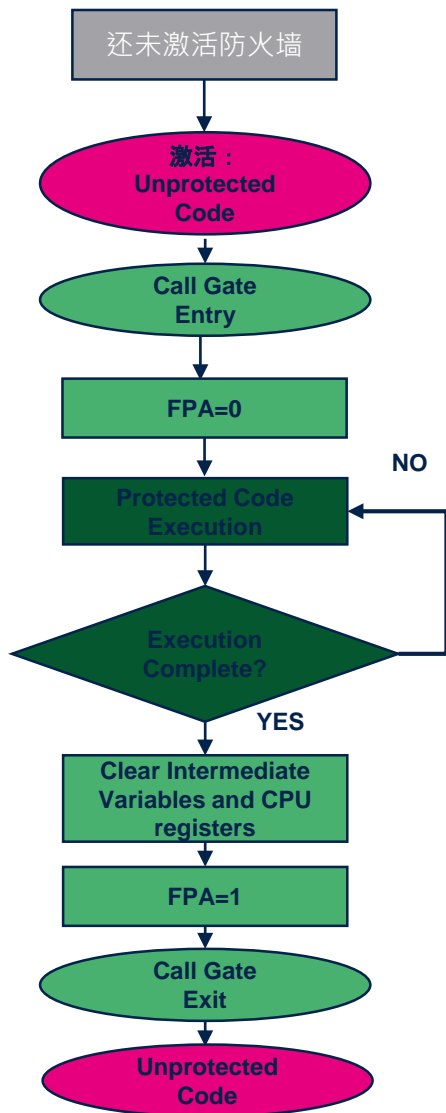 还未激活防火墙
激活：
Unprotected
Code
Call Gate
Entry
FPA=0
NO
Protected Code
Execution
Execution
Complete?
YES
Clear Intermediate
Variables and CPU
registers
FPA=1
Call Gate
Exit
Unprotected
Code